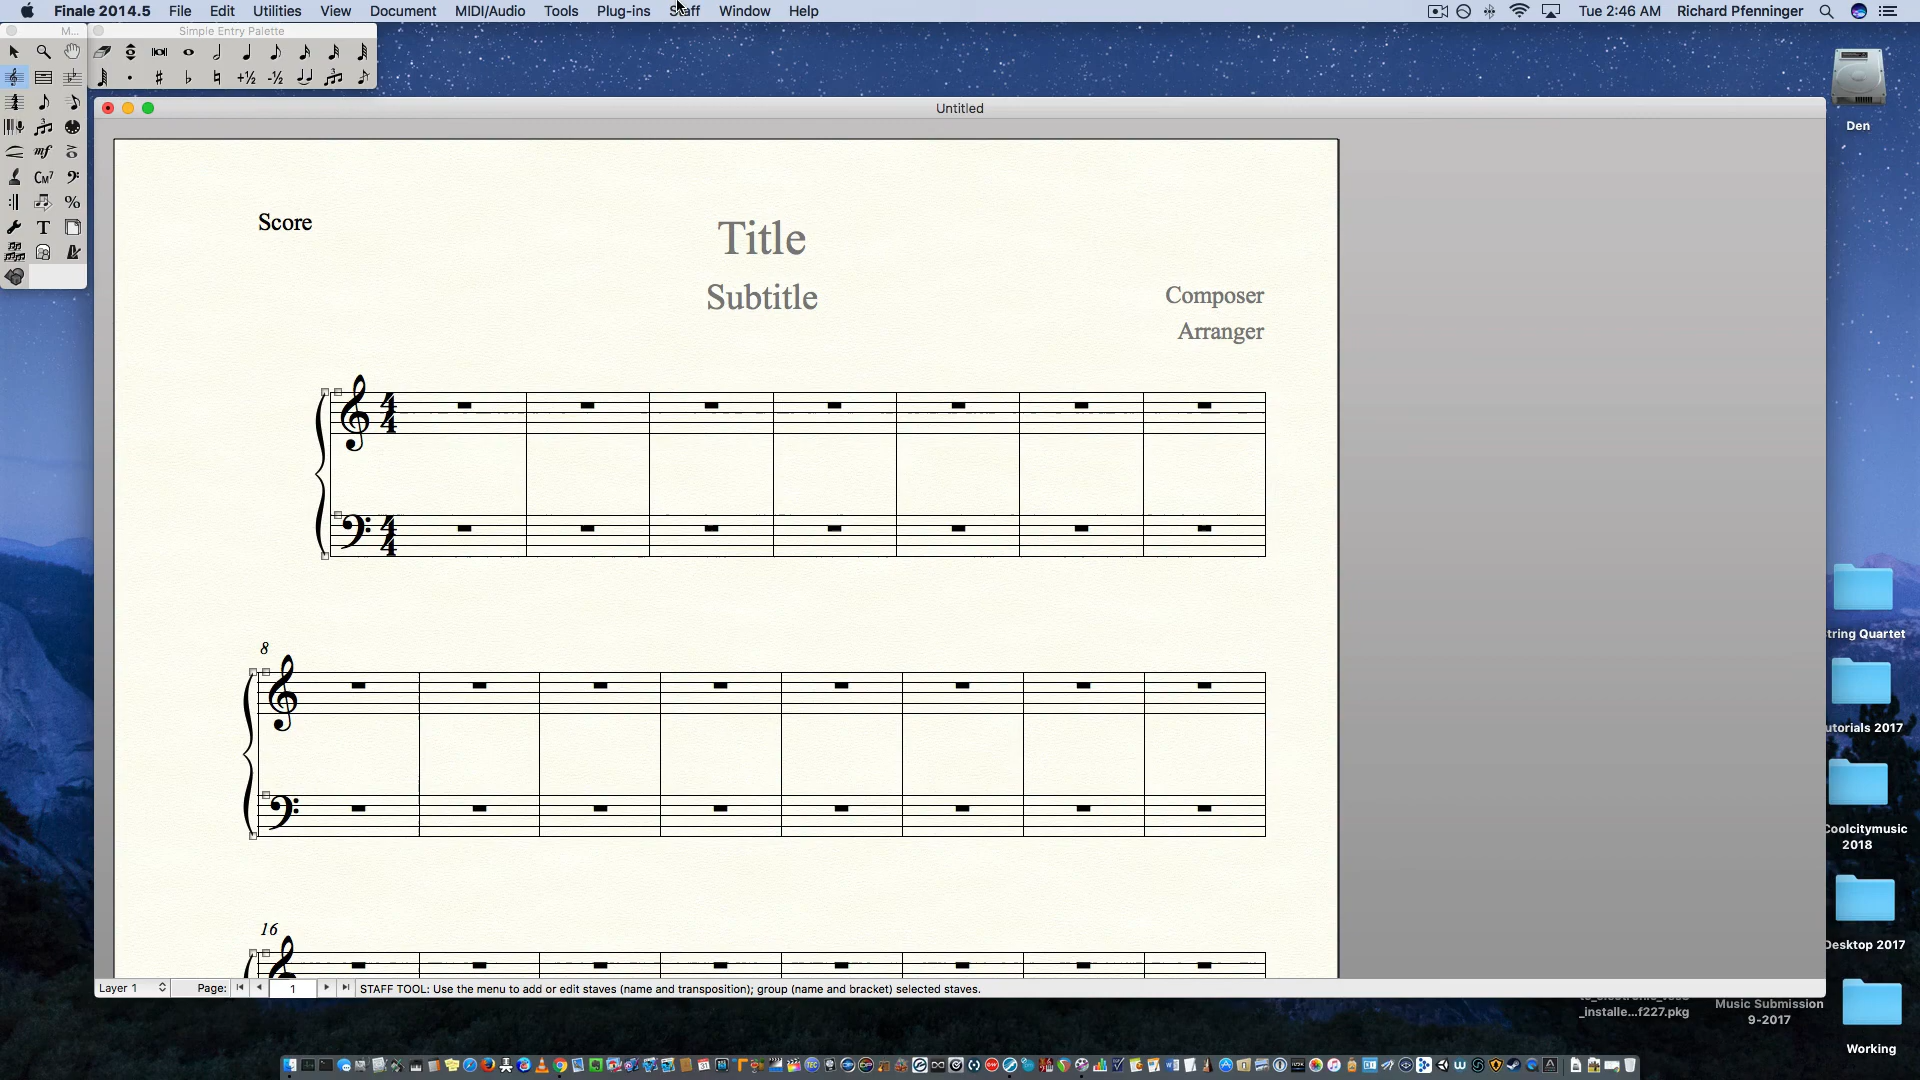 Finale 2014.5 File Edit Utilities View Document MIDI/Audio Tools Plug-ins Staff Window Help
Tue 2:46 AM Richard Pfenninger
M... Simple Entry Palette
Untitled
Den
Score
Title
Subtitle
Composer
Arranger
8
16
tring Quartet
utorials 2017
Coolcitymusic
2018
Desktop 2017
Layer 1 Page: 1 STAFF TOOL: Use the menu to add or edit staves (name and transposition); group (name and bracket) selected staves.
_installe...f227.pkg
Music Submission
9-2017
Working